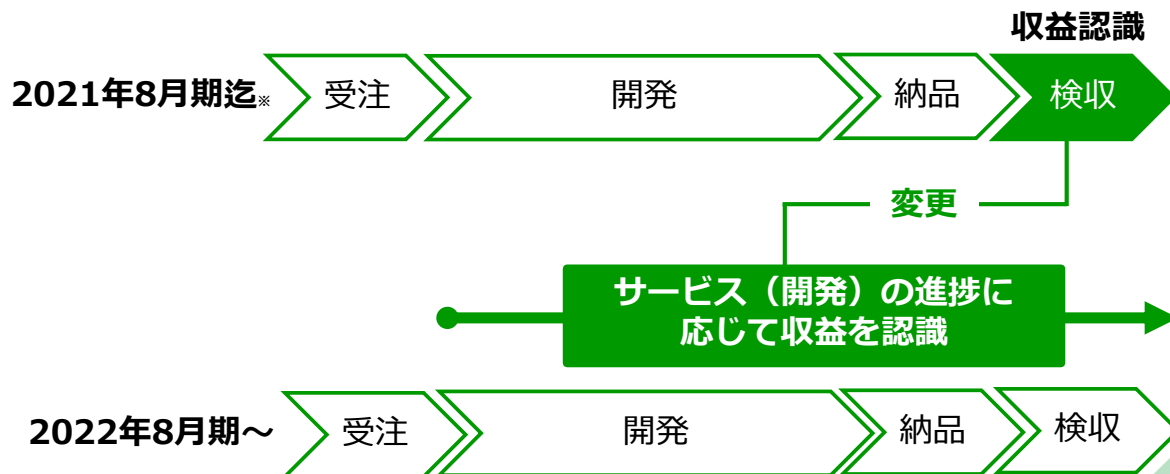 収益認識
2021年8月期迄※ 受注 開発 納品 検収
変更
サービス（開発）の進捗に
応じて収益を認識
2022年8月期～ 受注 開発 納品 検収